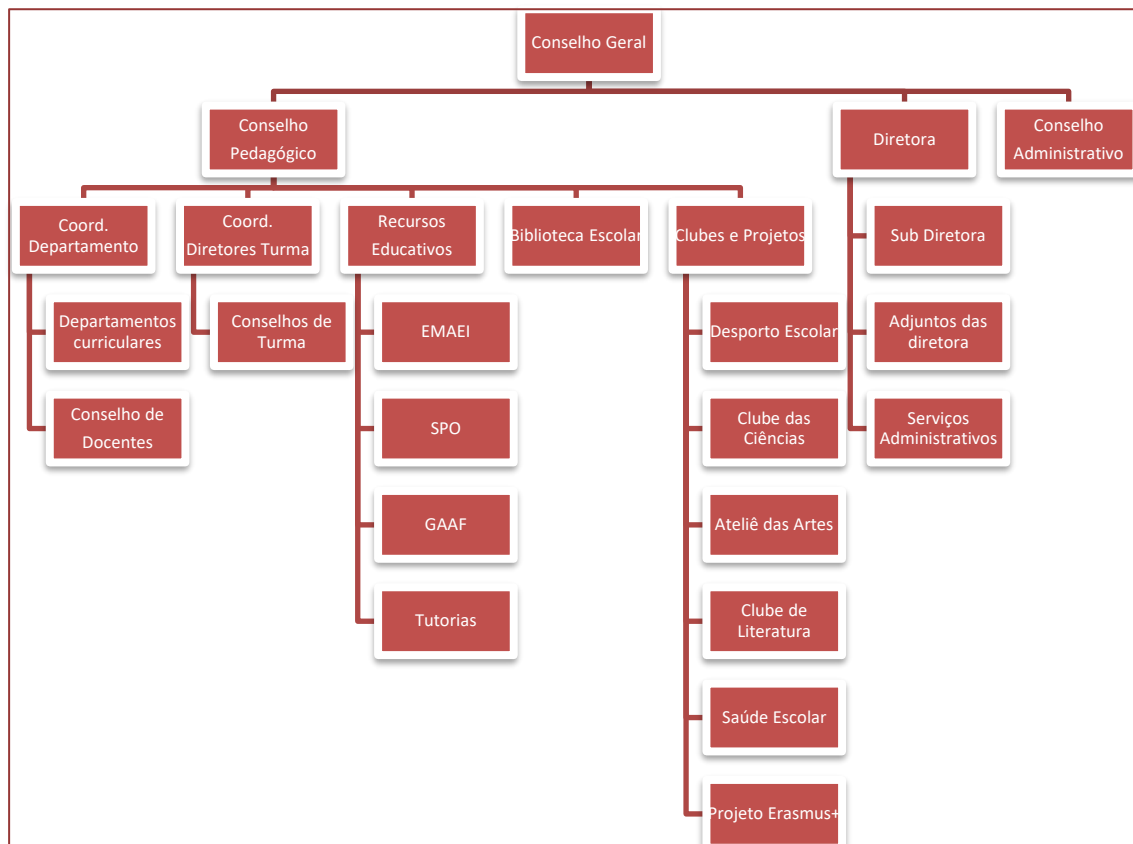 Conselho Geral
Conselho
Pedagógico
Diretora
Conselho
Administrativo
Coord.
Departamento
Coord.
Diretores Turma
Recursos
Educativos
Biblioteca Escolar
Clubes e Projetos
Sub Diretora
Departamentos
curriculares
Conselhos de
Turma
EMAEI
Desporto Escolar
Adjuntos das
diretora
Conselho de
Docentes
SPO
Clube das
Ciências
Serviços
Administrativos
GAAF
Ateliê das Artes
Tutorias
Clube de
Literatura
Saúde Escolar
Projeto Erasmus+